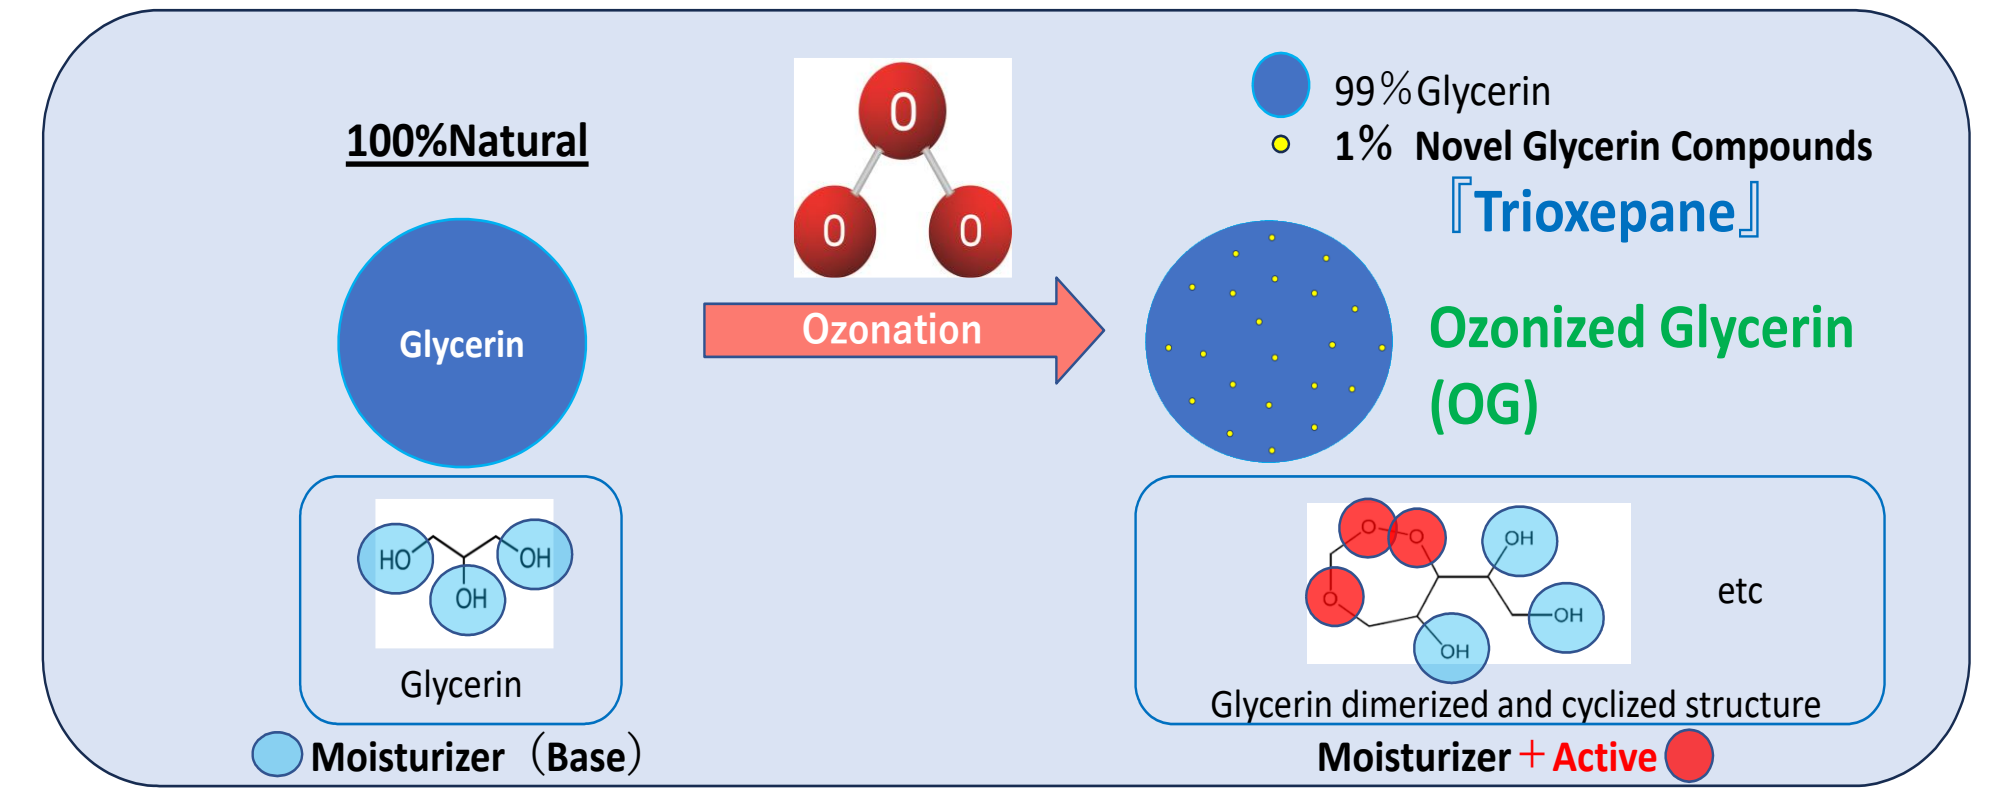 100%Natural
Glycerin
HO
OH
OH
Glycerin
Moisturizer（Base）
O
O
O
Ozonation
99％Glycerin
1％ Novel Glycerin Compounds
『Trioxepane』
Ozonized Glycerin
(OG)
O
O
O
OH
OH
OH
etc
Glycerin dimerized and cyclized structure
Moisturizer＋Active